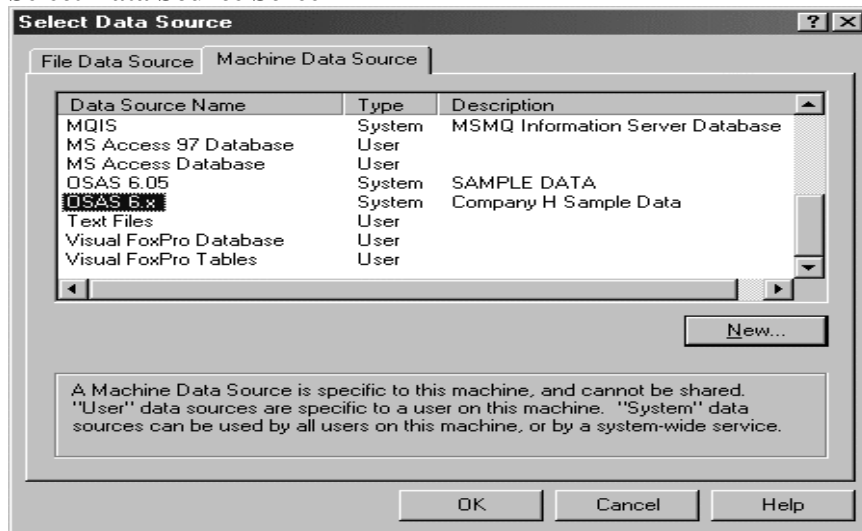 Select Data Source
File Data Source Machine Data Source
Data Source Name Type Description
MQIS System MSMQ Information Server Database
MS Access 97 Database User
MS Access Database User
OSAS 6.05 System SAMPLE DATA
OSAS 6.x System Company H Sample Data
Text Files User
Visual FoxPro Database User
Visual FoxPro Tables User
New...
A Machine Data Source is specific to this machine, and cannot be shared.
"User" data sources are specific to a user on this machine. "System" data
sources can be used by all users on this machine, or by a system-wide service.
OK Cancel Help